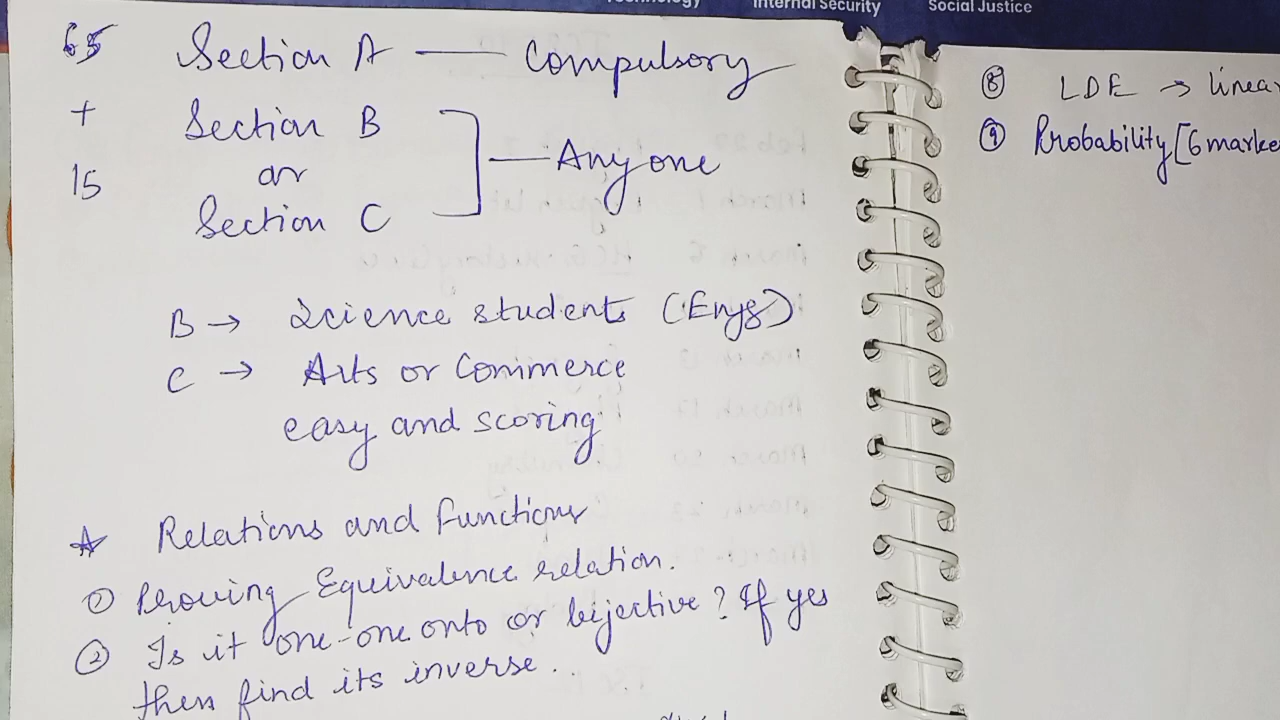 Internal Security
Social Justice
65 Section A — Compulsory
+ Section B
or — Any one
15
Section C
B → Science students (Engg)
C → Arts or Commerce
easy and scoring
Relations and functions
① Proving Equivalence relation.
② Is it one-one onto or bijective? If yes
then find its inverse.
⑧ LDE → linear
⑨ Probability [6 marke